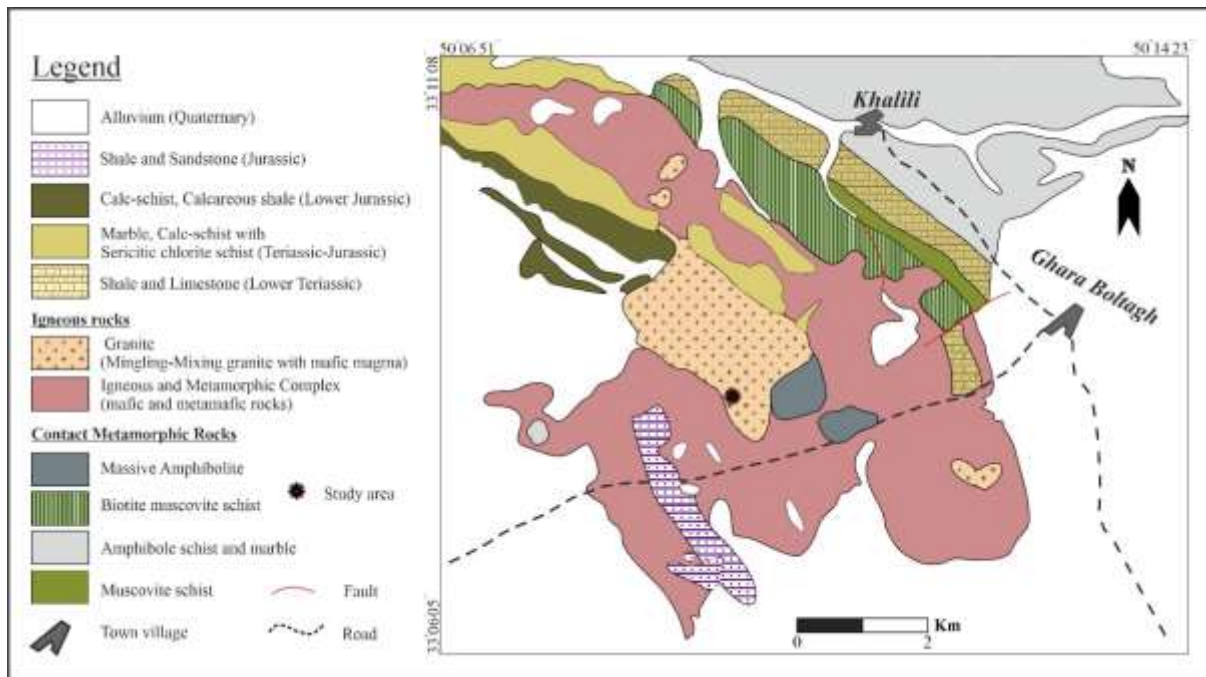 Legend
Alluvium (Quaternary)
Shale and Sandstone (Jurassic)
Calc-schist, Calcareous shale (Lower Jurassic)
Marble, Calc-schist with
Sericitic chlorite schist (Teriassic-Jurassic)
Shale and Limestone (Lower Teriassic)
Igneous rocks
Granite
(Mingling-Mixing granite with mafic magma)
Igneous and Metamorphic Complex
(mafic and metamafic rocks)
Contact Metamorphic Rocks
Massive Amphibolite
Biotite muscovite schist
Study area
Amphibole schist and marble
Muscovite schist
Fault
Town village
Road
50°06′51″
50°14′23″
33°11′08″
33°06′05″
Khalili
N
Ghara Boltagh
Km
0
2